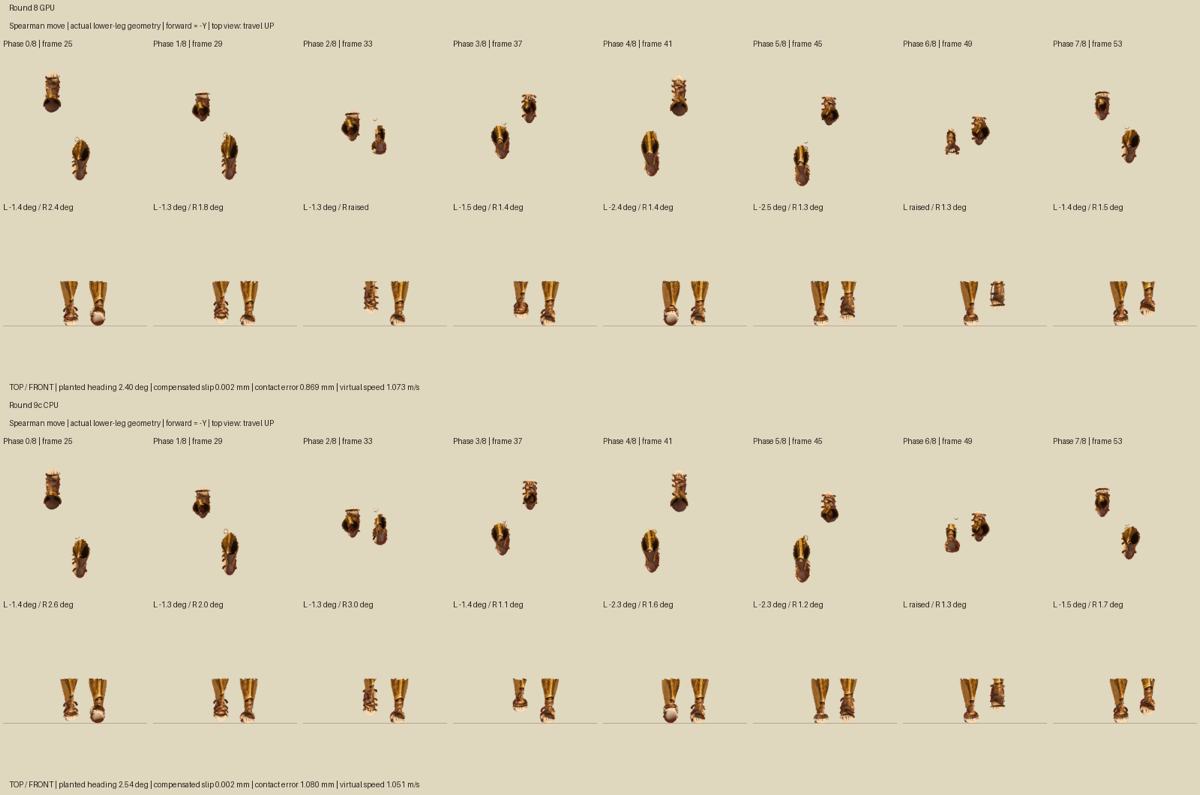 Round 8 GPU
Spearman move | actual lower-leg geometry | forward = -Y | top view: travel UP
Phase 0/8 | frame 25 Phase 1/8 | frame 29 Phase 2/8 | frame 33 Phase 3/8 | frame 37 Phase 4/8 | frame 41 Phase 5/8 | frame 45 Phase 6/8 | frame 49 Phase 7/8 | frame 53
L -1.4 deg / R 2.4 deg L -1.3 deg / R 1.8 deg L -1.3 deg / R raised L -1.5 deg / R 1.4 deg L -2.4 deg / R 1.4 deg L -2.5 deg / R 1.3 deg L raised / R 1.3 deg L -1.4 deg / R 1.5 deg
TOP / FRONT | planted heading 2.40 deg | compensated slip 0.002 mm | contact error 0.869 mm | virtual speed 1.073 m/s
Round 9c CPU
Spearman move | actual lower-leg geometry | forward = -Y | top view: travel UP
Phase 0/8 | frame 25 Phase 1/8 | frame 29 Phase 2/8 | frame 33 Phase 3/8 | frame 37 Phase 4/8 | frame 41 Phase 5/8 | frame 45 Phase 6/8 | frame 49 Phase 7/8 | frame 53
L -1.4 deg / R 2.6 deg L -1.3 deg / R 2.0 deg L -1.3 deg / R 3.0 deg L -1.4 deg / R 1.1 deg L -2.3 deg / R 1.6 deg L -2.3 deg / R 1.2 deg L raised / R 1.3 deg L -1.5 deg / R 1.7 deg
TOP / FRONT | planted heading 2.54 deg | compensated slip 0.002 mm | contact error 1.080 mm | virtual speed 1.051 m/s